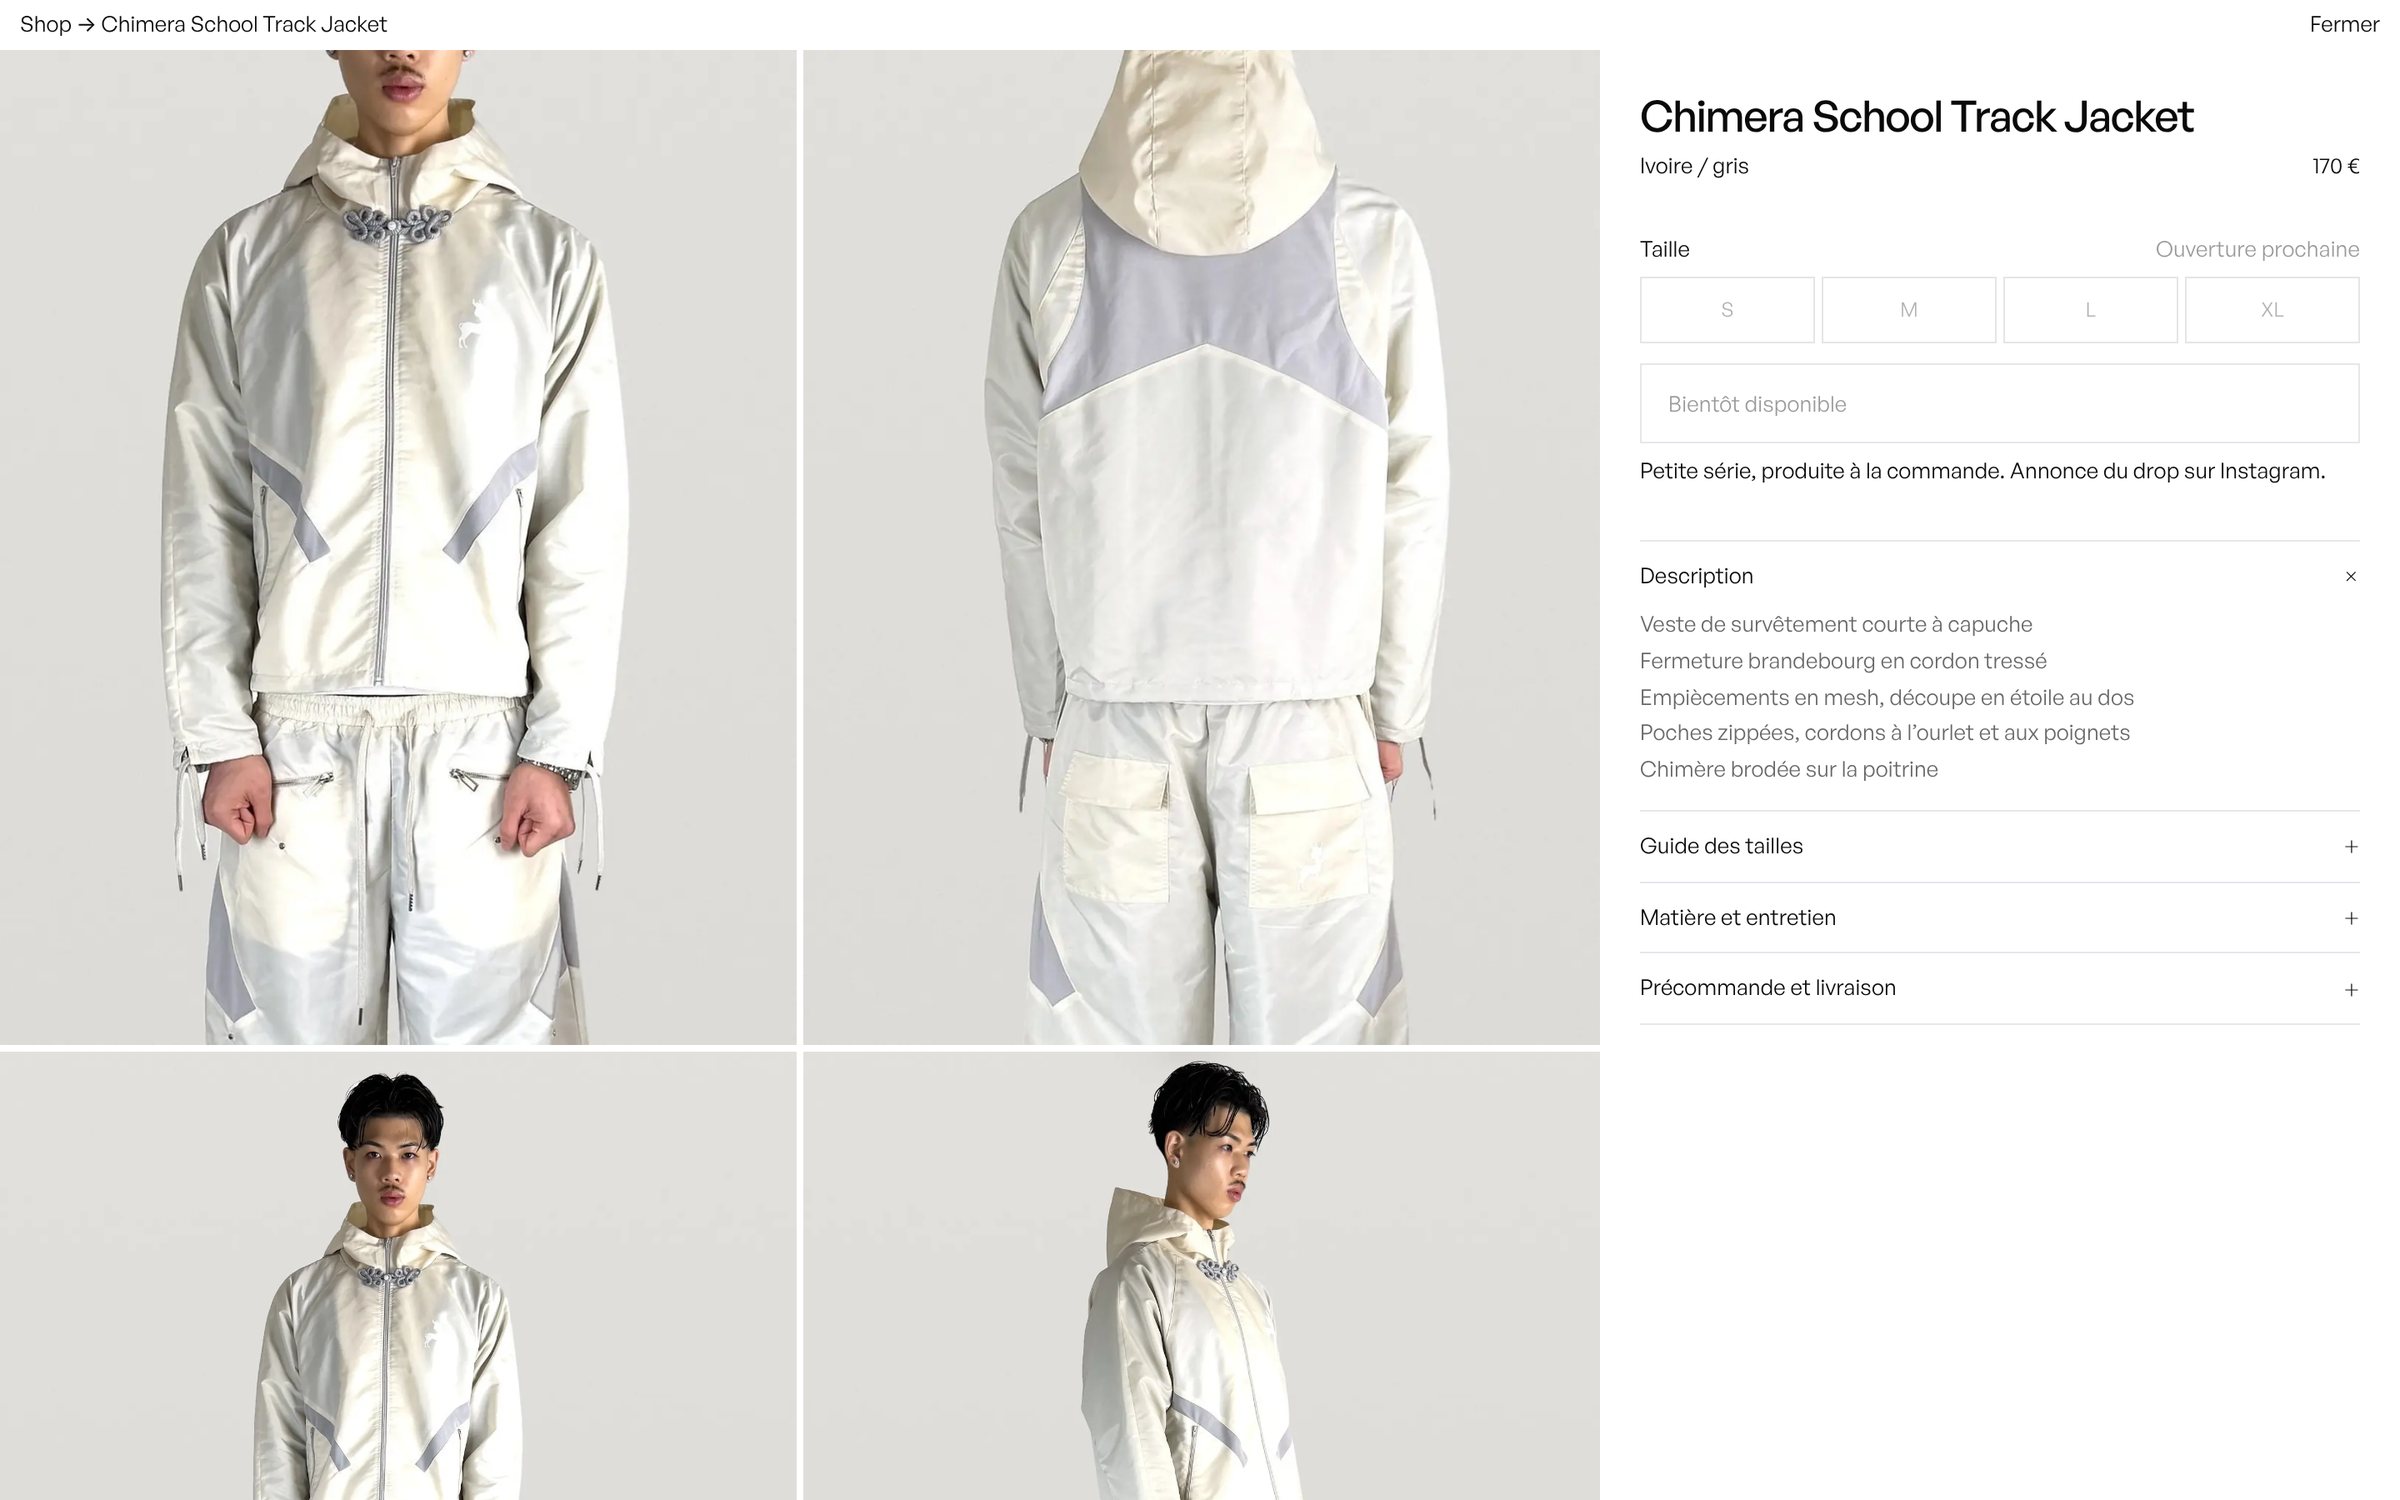 Shop → Chimera School Track Jacket
Fermer
Chimera School Track Jacket
Ivoire / gris
170 €
Taille
Ouverture prochaine
S
M
L
XL
Bientôt disponible
Petite série, produite à la commande. Annonce du drop sur Instagram.
Description
Veste de survêtement courte à capuche
Fermeture brandebourg en cordon tressé
Empiècements en mesh, découpe en étoile au dos
Poches zippées, cordons à l’ourlet et aux poignets
Chimère brodée sur la poitrine
Guide des tailles
Matière et entretien
Précommande et livraison